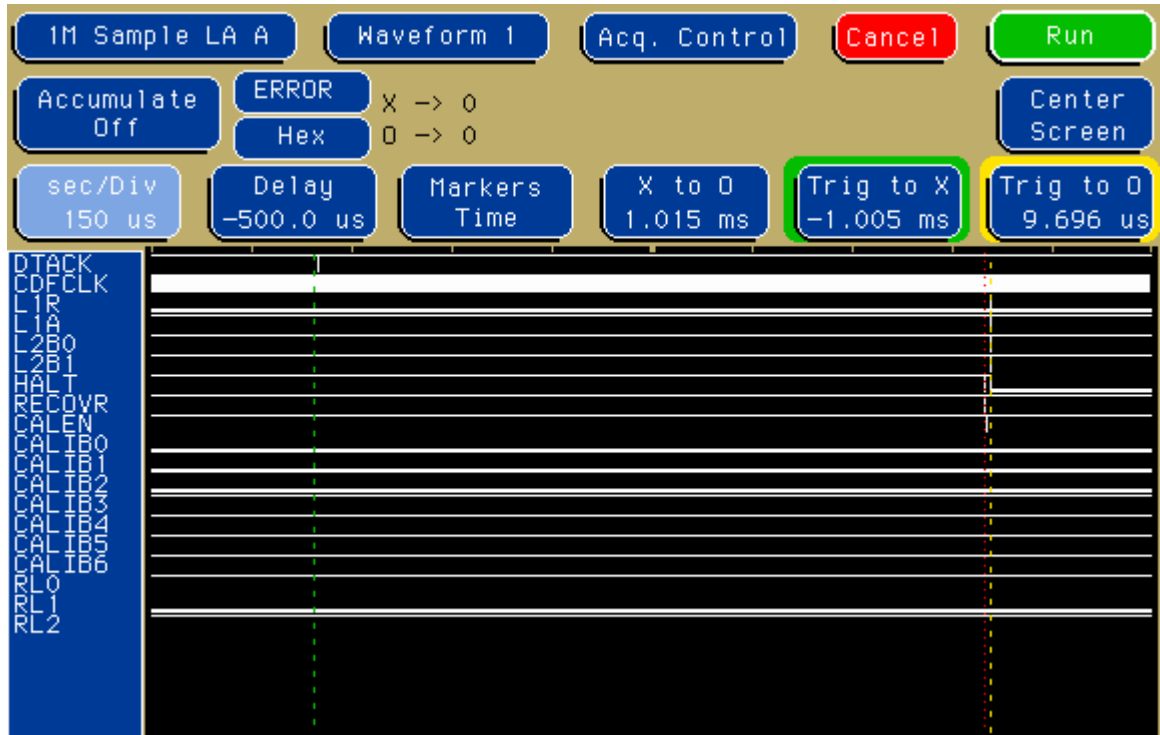 1M Sample LA A Waveform 1 Acq. Control Cancel Run
Accumulate
Off
ERROR
Hex
X -> 0
O -> 0
Center
Screen
sec/Div
150 us
Delay
-500.0 us
Markers
Time
X to O
1.015 ms
Trig to X
-1.005 ms
Trig to O
9.696 us
DTACK
CDFCLK
L1R
L1A
L2B0
L2B1
HALT
RECOVR
CALEN
CALIB0
CALIB1
CALIB2
CALIB3
CALIB4
CALIB5
CALIB6
RL0
RL1
RL2